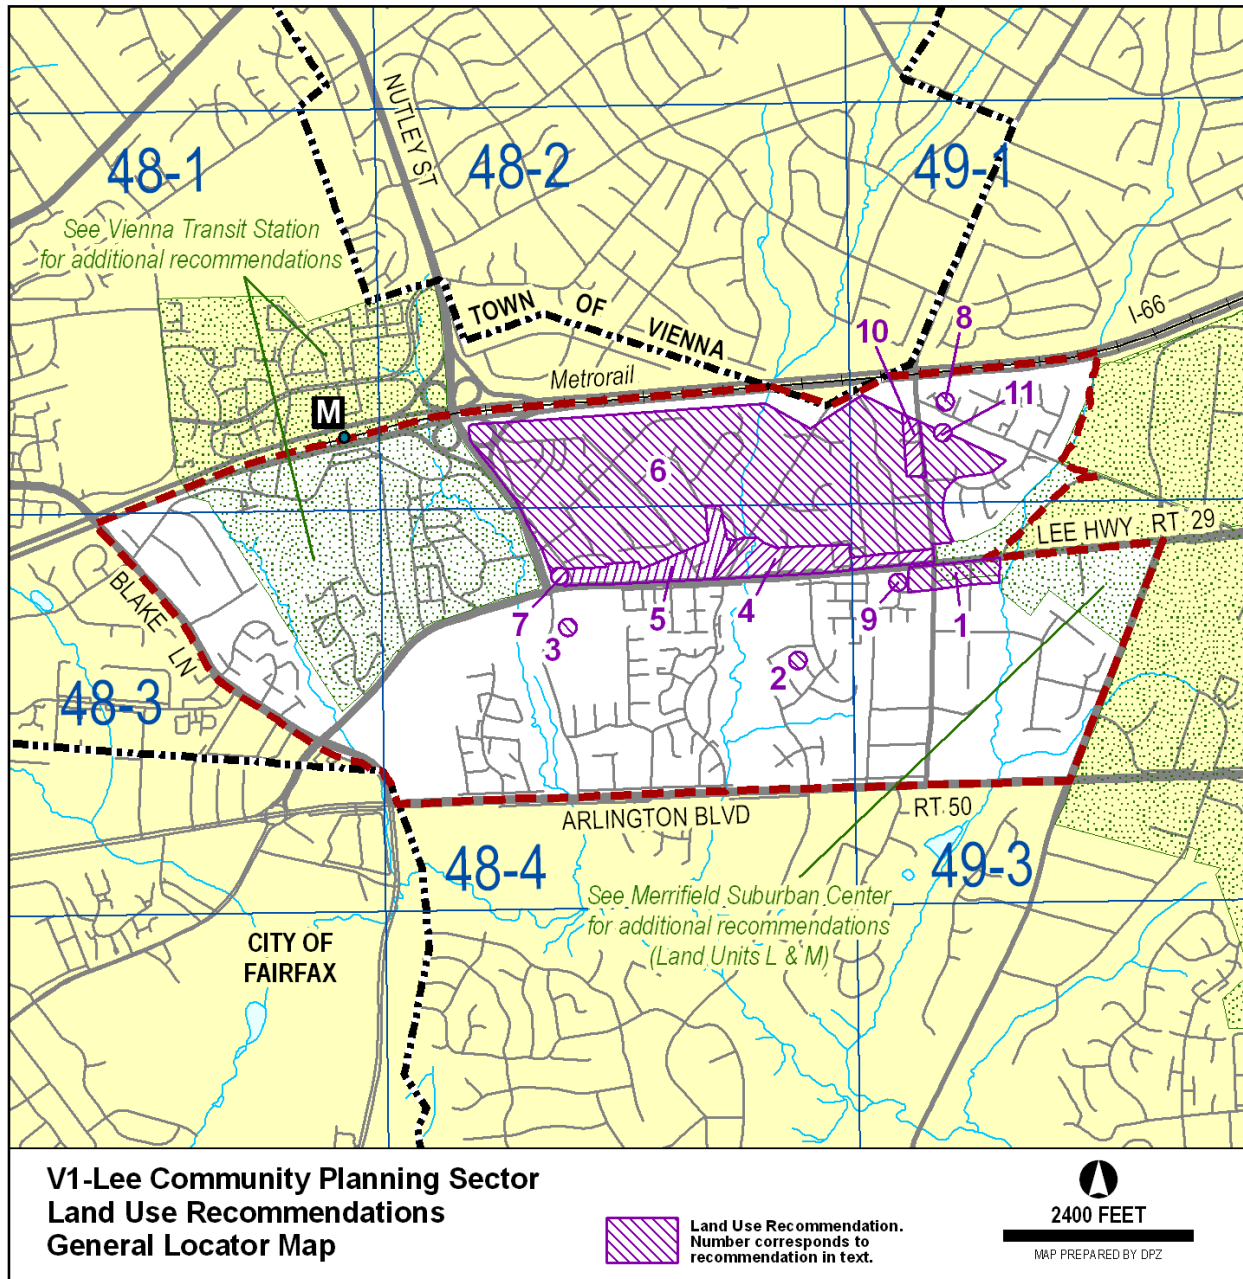 NUTLEY ST
48-1
48-2
49-1
See Vienna Transit Station
for additional recommendations
TOWN OF VIENNA
I-66
10
8
Metrorail
M
11
6
LEE HWY RT. 29
BLAKE LN
7
3
5
4
9
1
2
48-3
ARLINGTON BLVD
RT 50
48-4
49-3
See Merrifield Suburban Center
for additional recommendations
(Land Units L & M)
CITY OF
FAIRFAX
V1-Lee Community Planning Sector
Land Use Recommendations
General Locator Map
Land Use Recommendation.
Number corresponds to
recommendation in text.
2400 FEET
MAP PREPARED BY DPZ